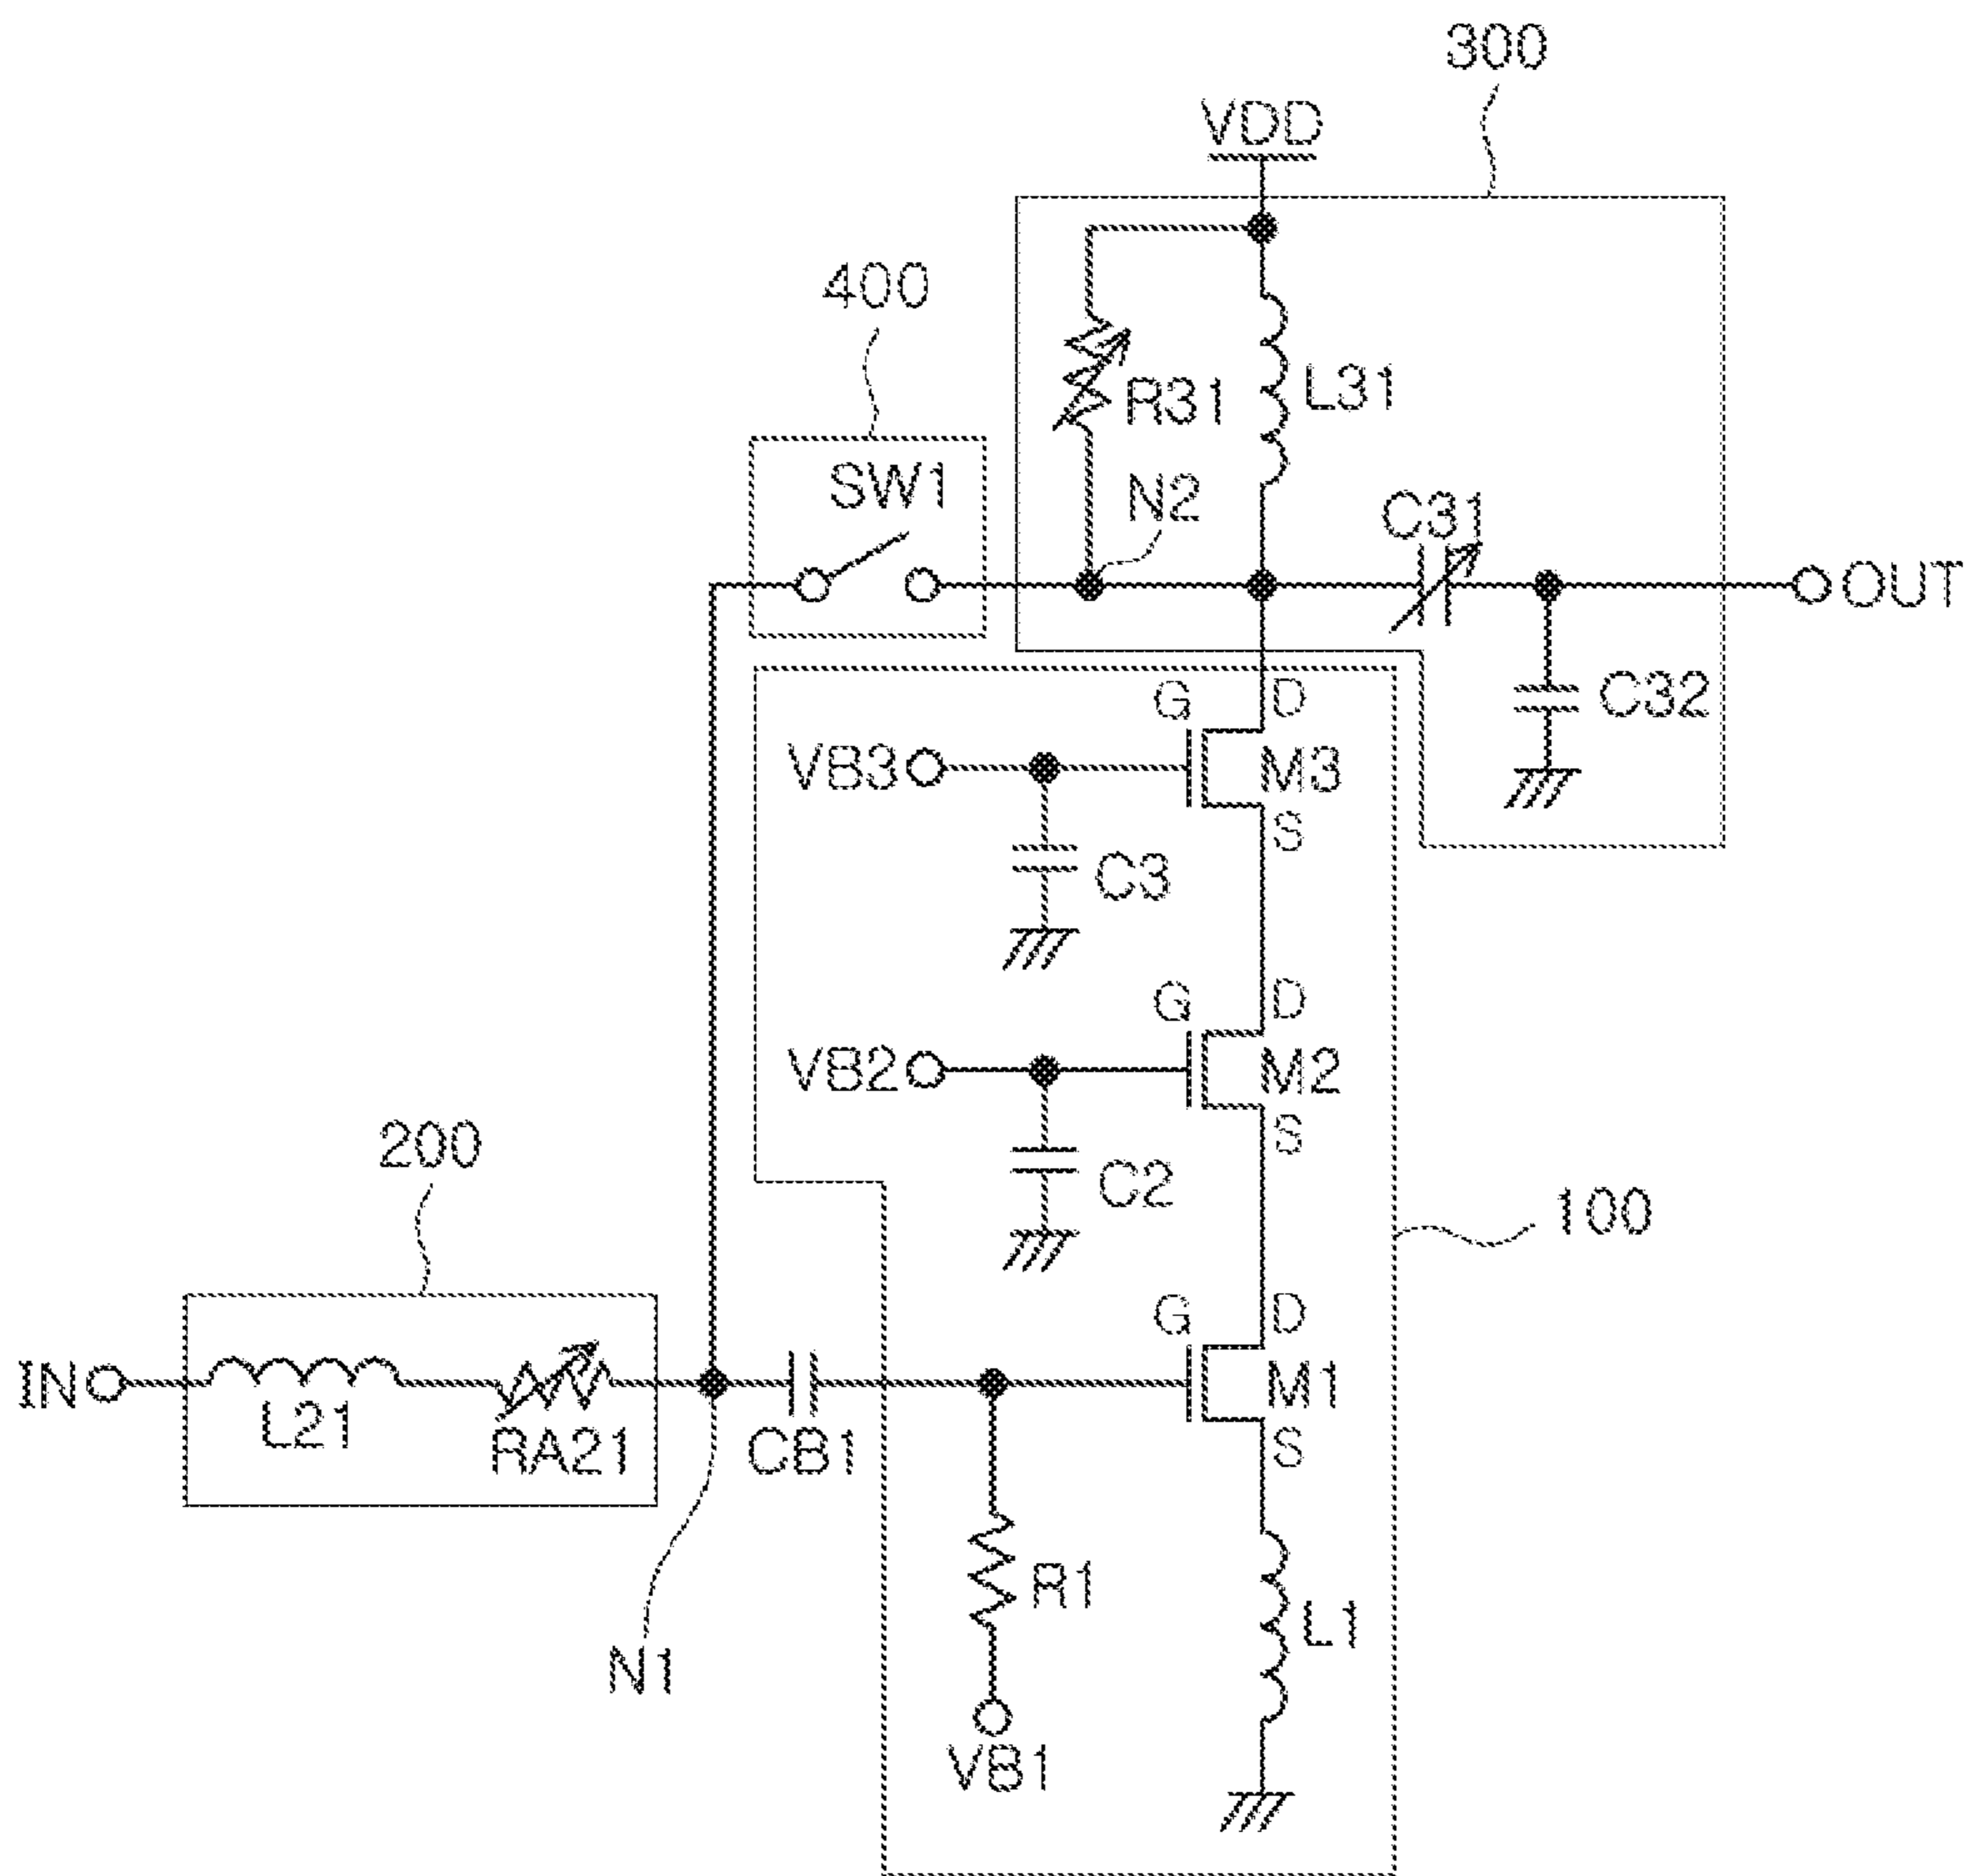 300
VDD
400
R31
L31
SW1
N2
C31
OUT
G
D
C32
VB3
M3
S
C3
G
D
VB2
M2
S
200
C2
100
G
D
IN
M1
L21
RA21
CB1
S
R1
L1
N1
VB1